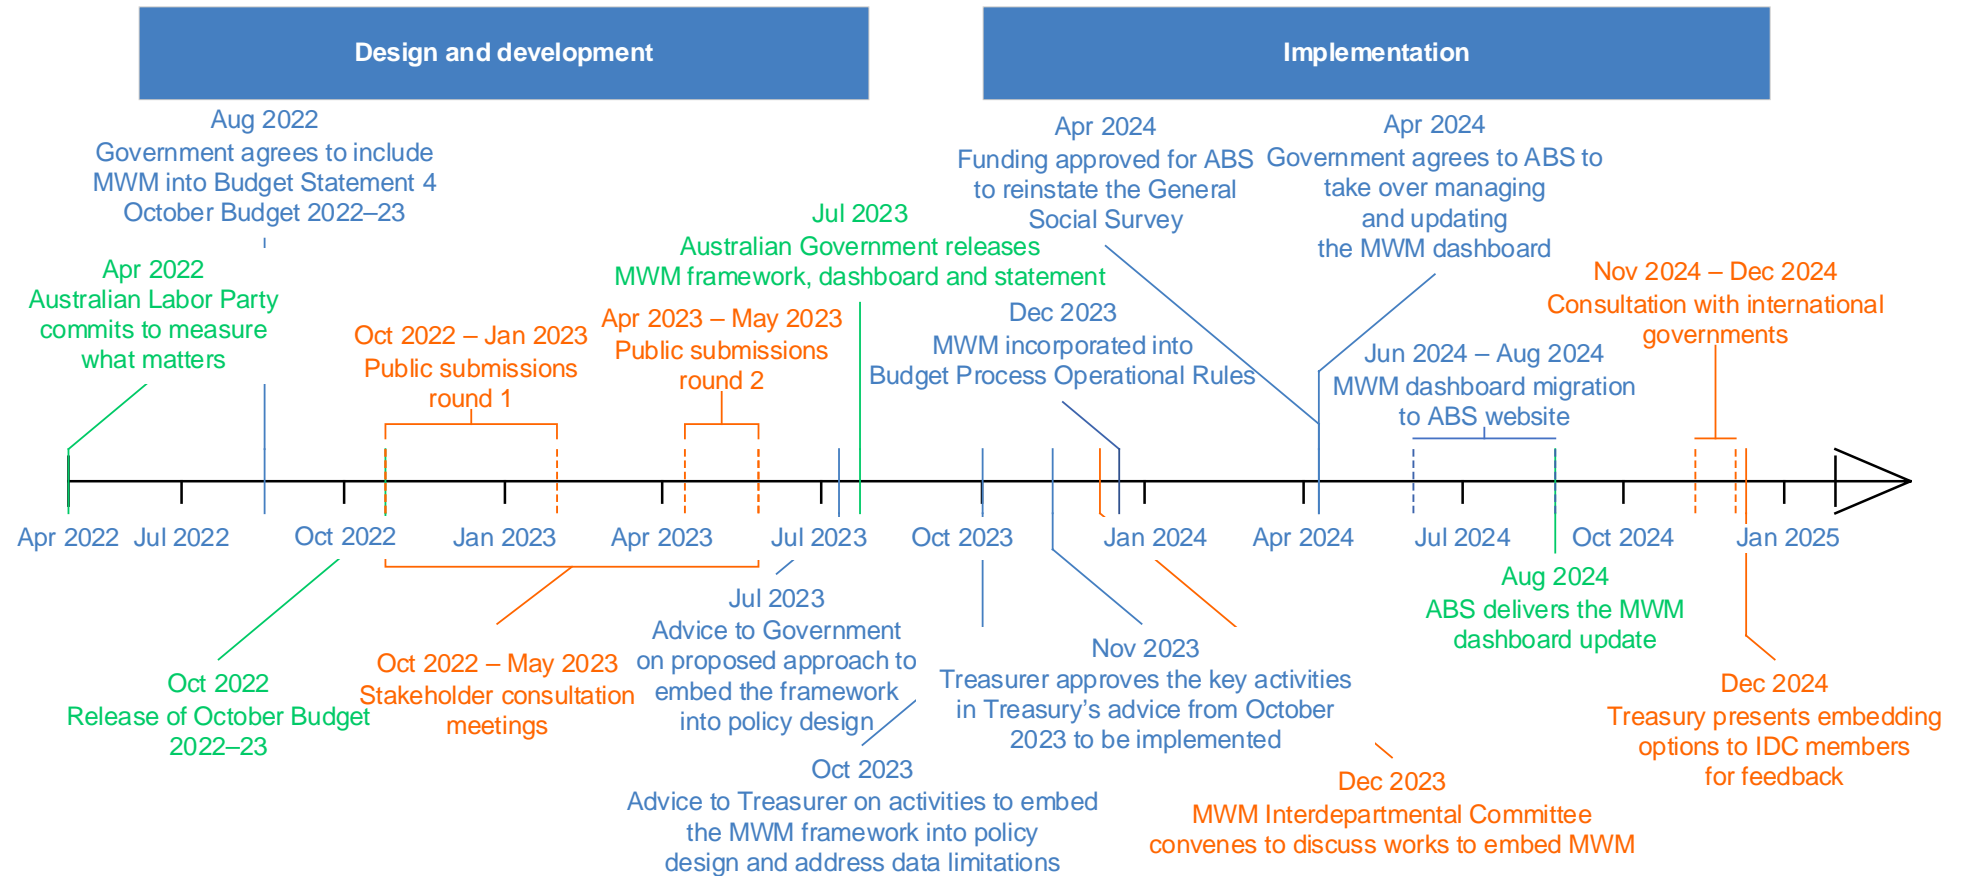 Design and development
Implementation
Aug 2022
Government agrees to include
MWM into Budget Statement 4
October Budget 2022–23
Apr 2022
Australian Labor Party
commits to measure
what matters
Oct 2022 – Jan 2023
Public submissions
round 1
Apr 2023 – May 2023
Public submissions
round 2
Jul 2023
Australian Government releases
MWM framework, dashboard and statement
Dec 2023
MWM incorporated into
Budget Process Operational Rules
Apr 2024
Funding approved for ABS
to reinstate the General
Social Survey
Apr 2024
Government agrees to ABS to
take over managing
and updating
the MWM dashboard
Jun 2024 – Aug 2024
MWM dashboard migration
to ABS website
Nov 2024 – Dec 2024
Consultation with international
governments
Apr 2022
Jul 2022
Oct 2022
Jan 2023
Apr 2023
Jul 2023
Oct 2023
Jan 2024
Apr 2024
Jul 2024
Oct 2024
Jan 2025
Oct 2022
Release of October Budget
2022–23
Oct 2022 – May 2023
Stakeholder consultation
meetings
Jul 2023
Advice to Government
on proposed approach to
embed the framework
into policy design
Oct 2023
Advice to Treasurer on activities to embed
the MWM framework into policy
design and address data limitations
Nov 2023
Treasurer approves the key activities
in Treasury’s advice from October
2023 to be implemented
Dec 2023
MWM Interdepartmental Committee
convenes to discuss works to embed MWM
Aug 2024
ABS delivers the MWM
dashboard update
Dec 2024
Treasury presents embedding
options to IDC members
for feedback